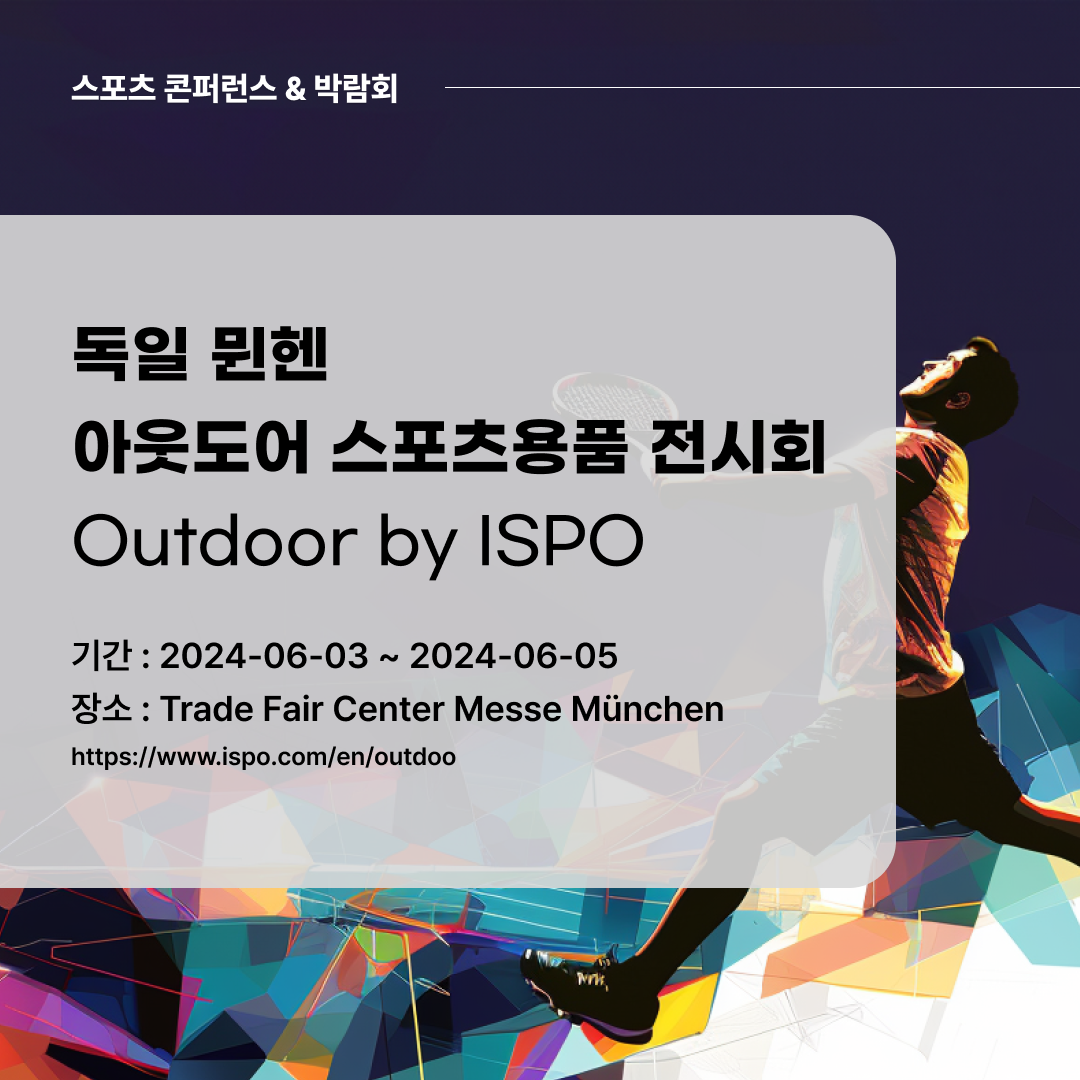 스포츠 콘퍼런스 & 박람회
독일 뮌헨
아웃도어 스포츠용품 전시회
Outdoor by ISPO
기간 : 2024-06-03 ~ 2024-06-05
장소 : Trade Fair Center Messe München
https://www.ispo.com/en/outdoo